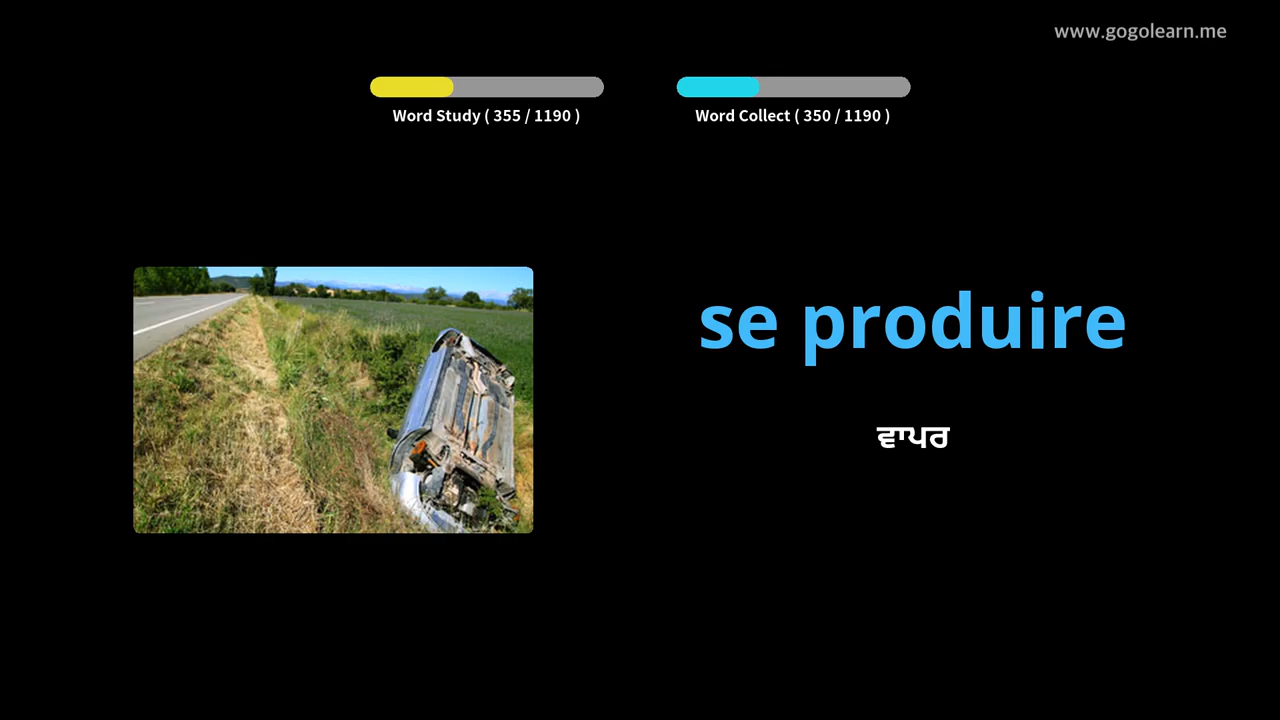 www.gogolearn.me
Word Study ( 355 / 1190 )
Word Collect ( 350 / 1190 )
se produire
ਵਾਪਰ